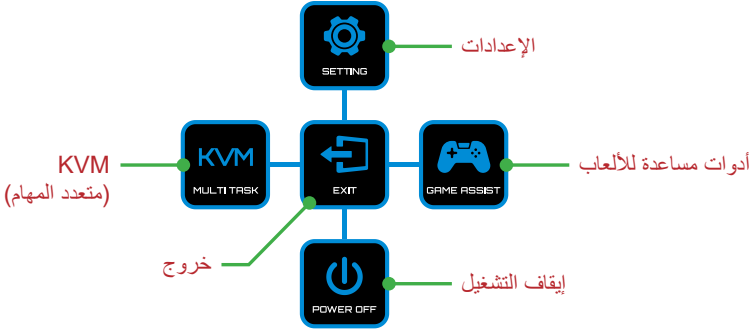 الإعدادات
SETTING
KVM
(متعدد المهام)
KVM
MULTI TASK
EXIT
GAME ASSIST
أدوات مساعدة للألعاب
خروج
POWER OFF
إيقاف التشغيل